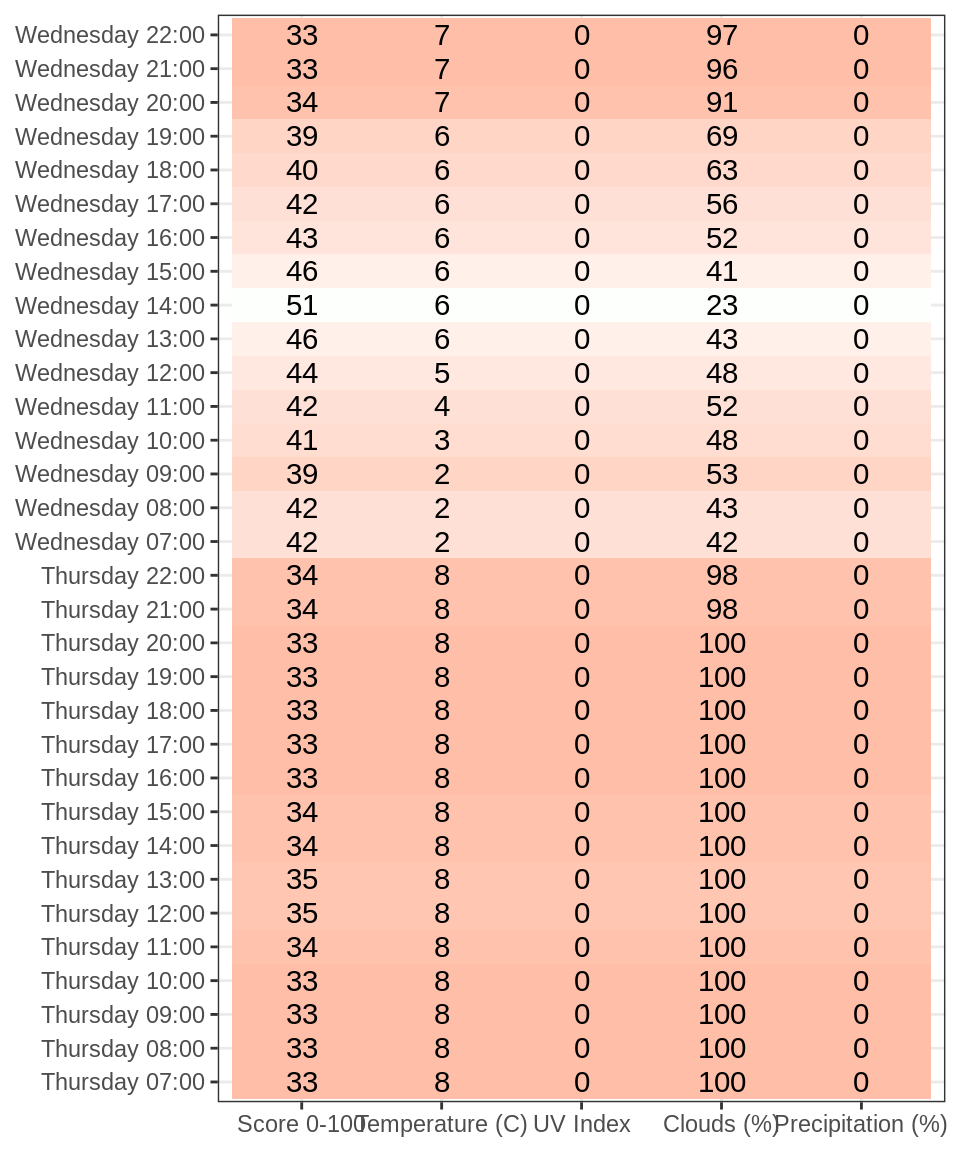 Wednesday 22:00 33 7 0 97 0
Wednesday 21:00 33 7 0 96 0
Wednesday 20:00 34 7 0 91 0
Wednesday 19:00 39 6 0 69 0
Wednesday 18:00 40 6 0 63 0
Wednesday 17:00 42 6 0 56 0
Wednesday 16:00 43 6 0 52 0
Wednesday 15:00 46 6 0 41 0
Wednesday 14:00 51 6 0 23 0
Wednesday 13:00 46 6 0 43 0
Wednesday 12:00 44 5 0 48 0
Wednesday 11:00 42 4 0 52 0
Wednesday 10:00 41 3 0 48 0
Wednesday 09:00 39 2 0 53 0
Wednesday 08:00 42 2 0 43 0
Wednesday 07:00 42 2 0 42 0
Thursday 22:00 34 8 0 98 0
Thursday 21:00 34 8 0 98 0
Thursday 20:00 33 8 0 100 0
Thursday 19:00 33 8 0 100 0
Thursday 18:00 33 8 0 100 0
Thursday 17:00 33 8 0 100 0
Thursday 16:00 33 8 0 100 0
Thursday 15:00 34 8 0 100 0
Thursday 14:00 34 8 0 100 0
Thursday 13:00 35 8 0 100 0
Thursday 12:00 35 8 0 100 0
Thursday 11:00 34 8 0 100 0
Thursday 10:00 33 8 0 100 0
Thursday 09:00 33 8 0 100 0
Thursday 08:00 33 8 0 100 0
Thursday 07:00 33 8 0 100 0
Score 0-100 Temperature (C) UV Index Clouds (%) Precipitation (%)